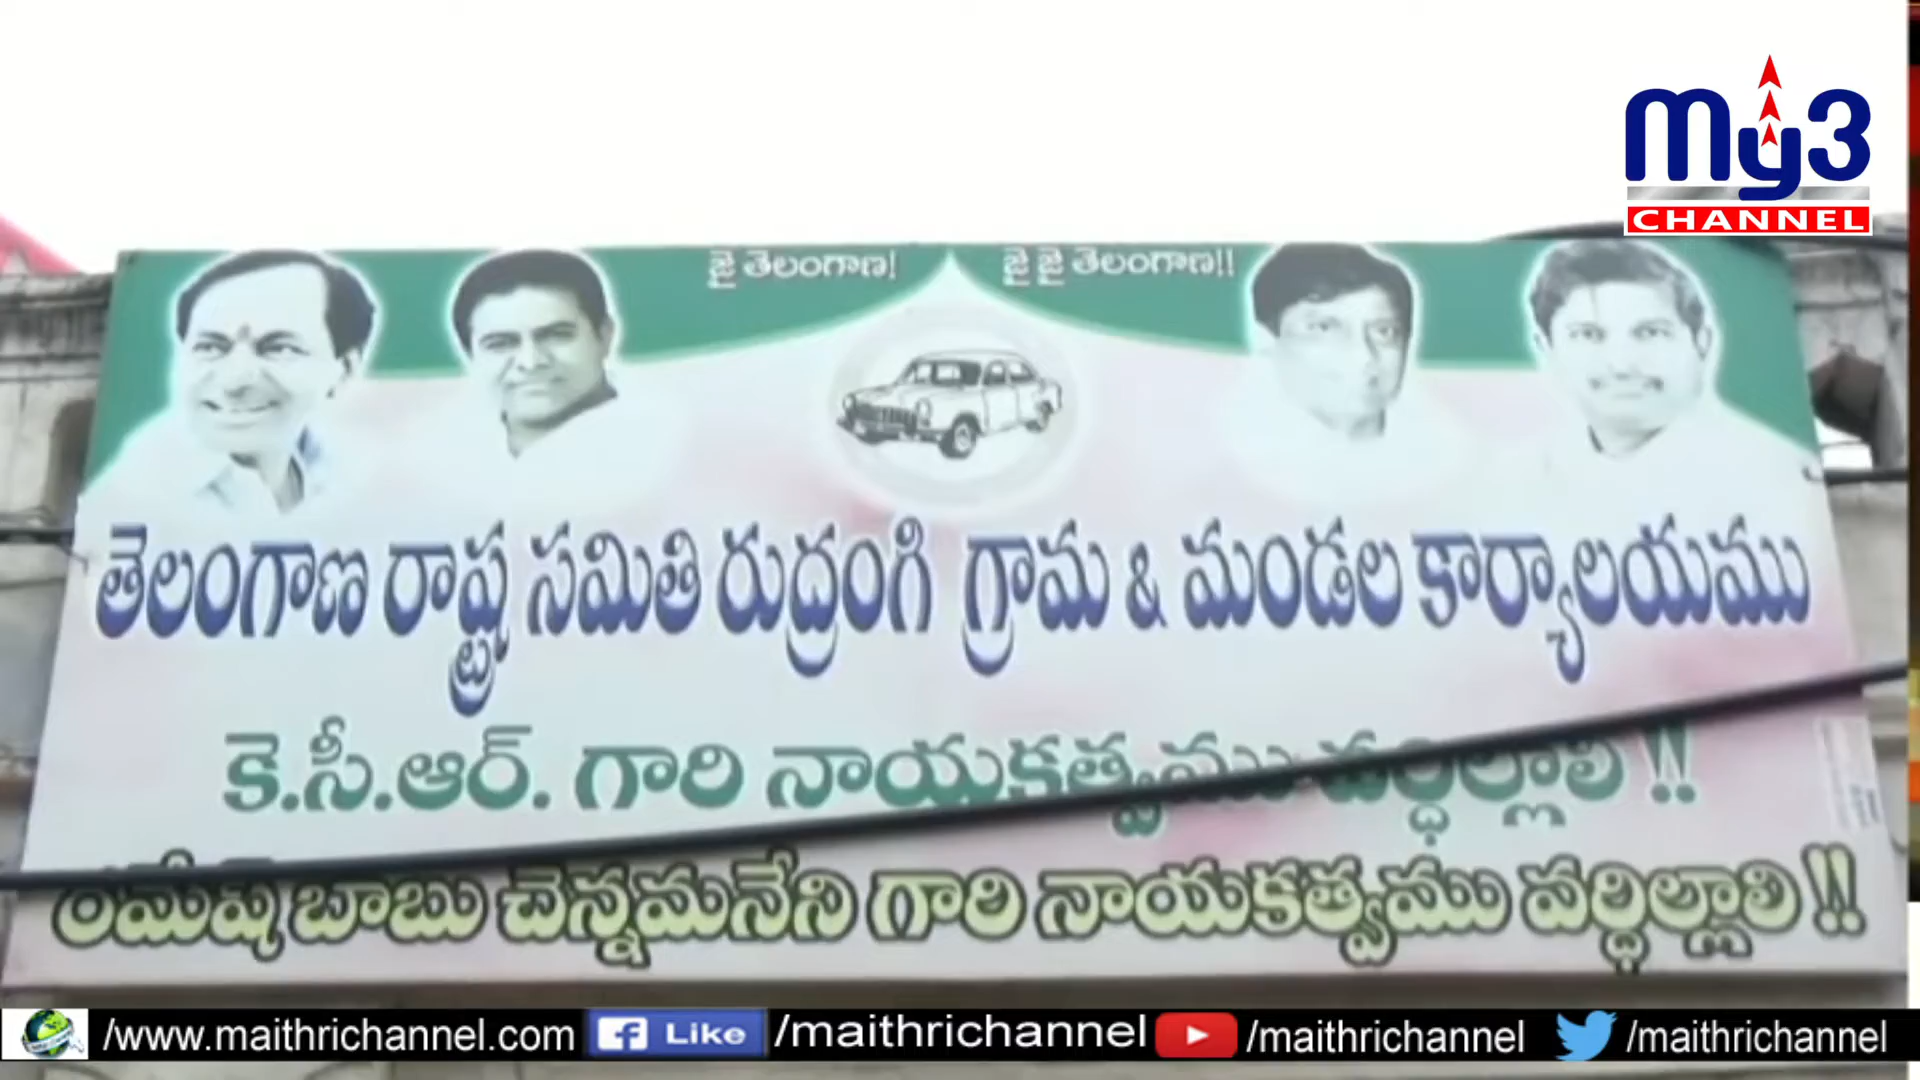 my3
CHANNEL
జై తెలంగాణ! జై జై తెలంగాణ!!
తెలంగాణ రాష్ట్ర సమితి రుద్రంగి గ్రామ & మండల కార్యాలయము
కె.సీ.ఆర్. గారి నాయకత్వము వర్ధిల్లాలి !!
రమేష్ బాబు చెన్నమనేని గారి నాయకత్వము వర్ధిల్లాలి !!
/www.maithrichannel.com Like /maithrichannel /maithrichannel /maithrichannel